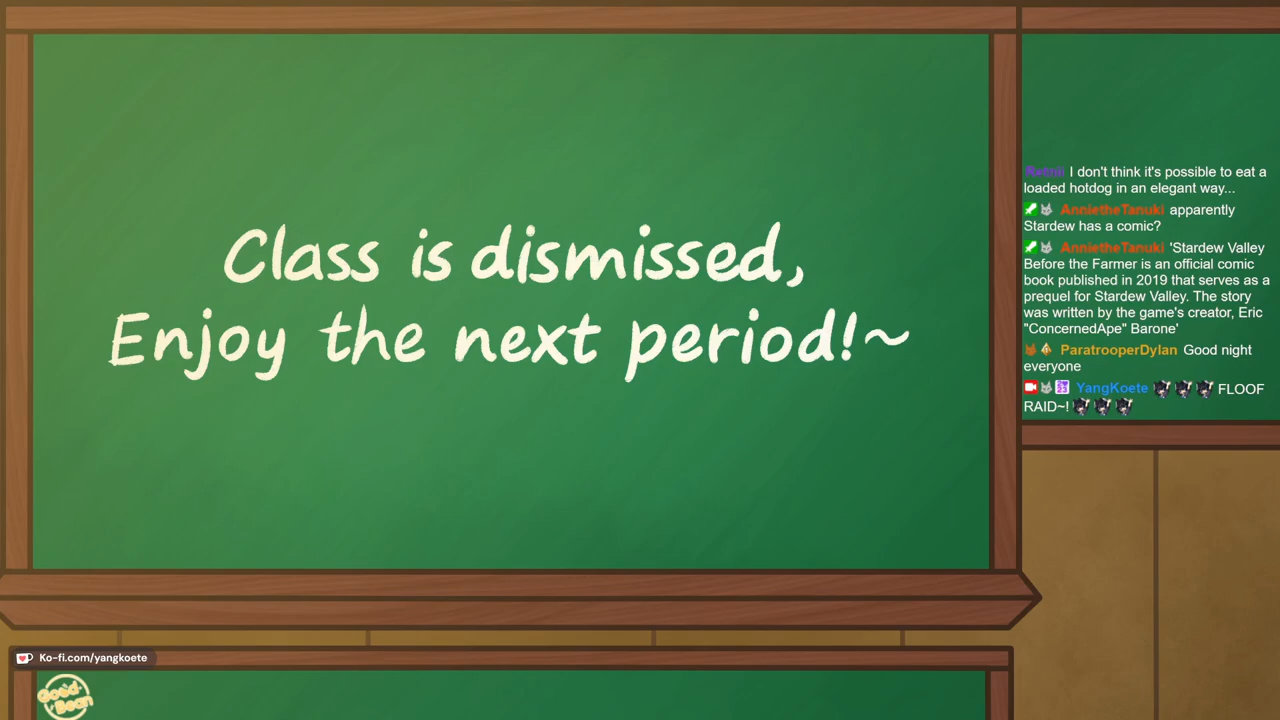 Class is dismissed,
Enjoy the next period!~
I don't think it's possible to eat a
loaded hotdog in an elegant way...
AnnietheTanuki apparently
Stardew has a comic?
AnnietheTanuki 'Stardew Valley
Before the Farmer is an official comic
book published in 2019 that serves as a
prequel for Stardew Valley. The story
was written by the game's creator, Eric
"ConcernedApe" Barone'
ParatrooperDylan Good night
everyone
YangKoete FLOOF
RAID~!
Ko-fi.com/yangkoete
Good
Bean